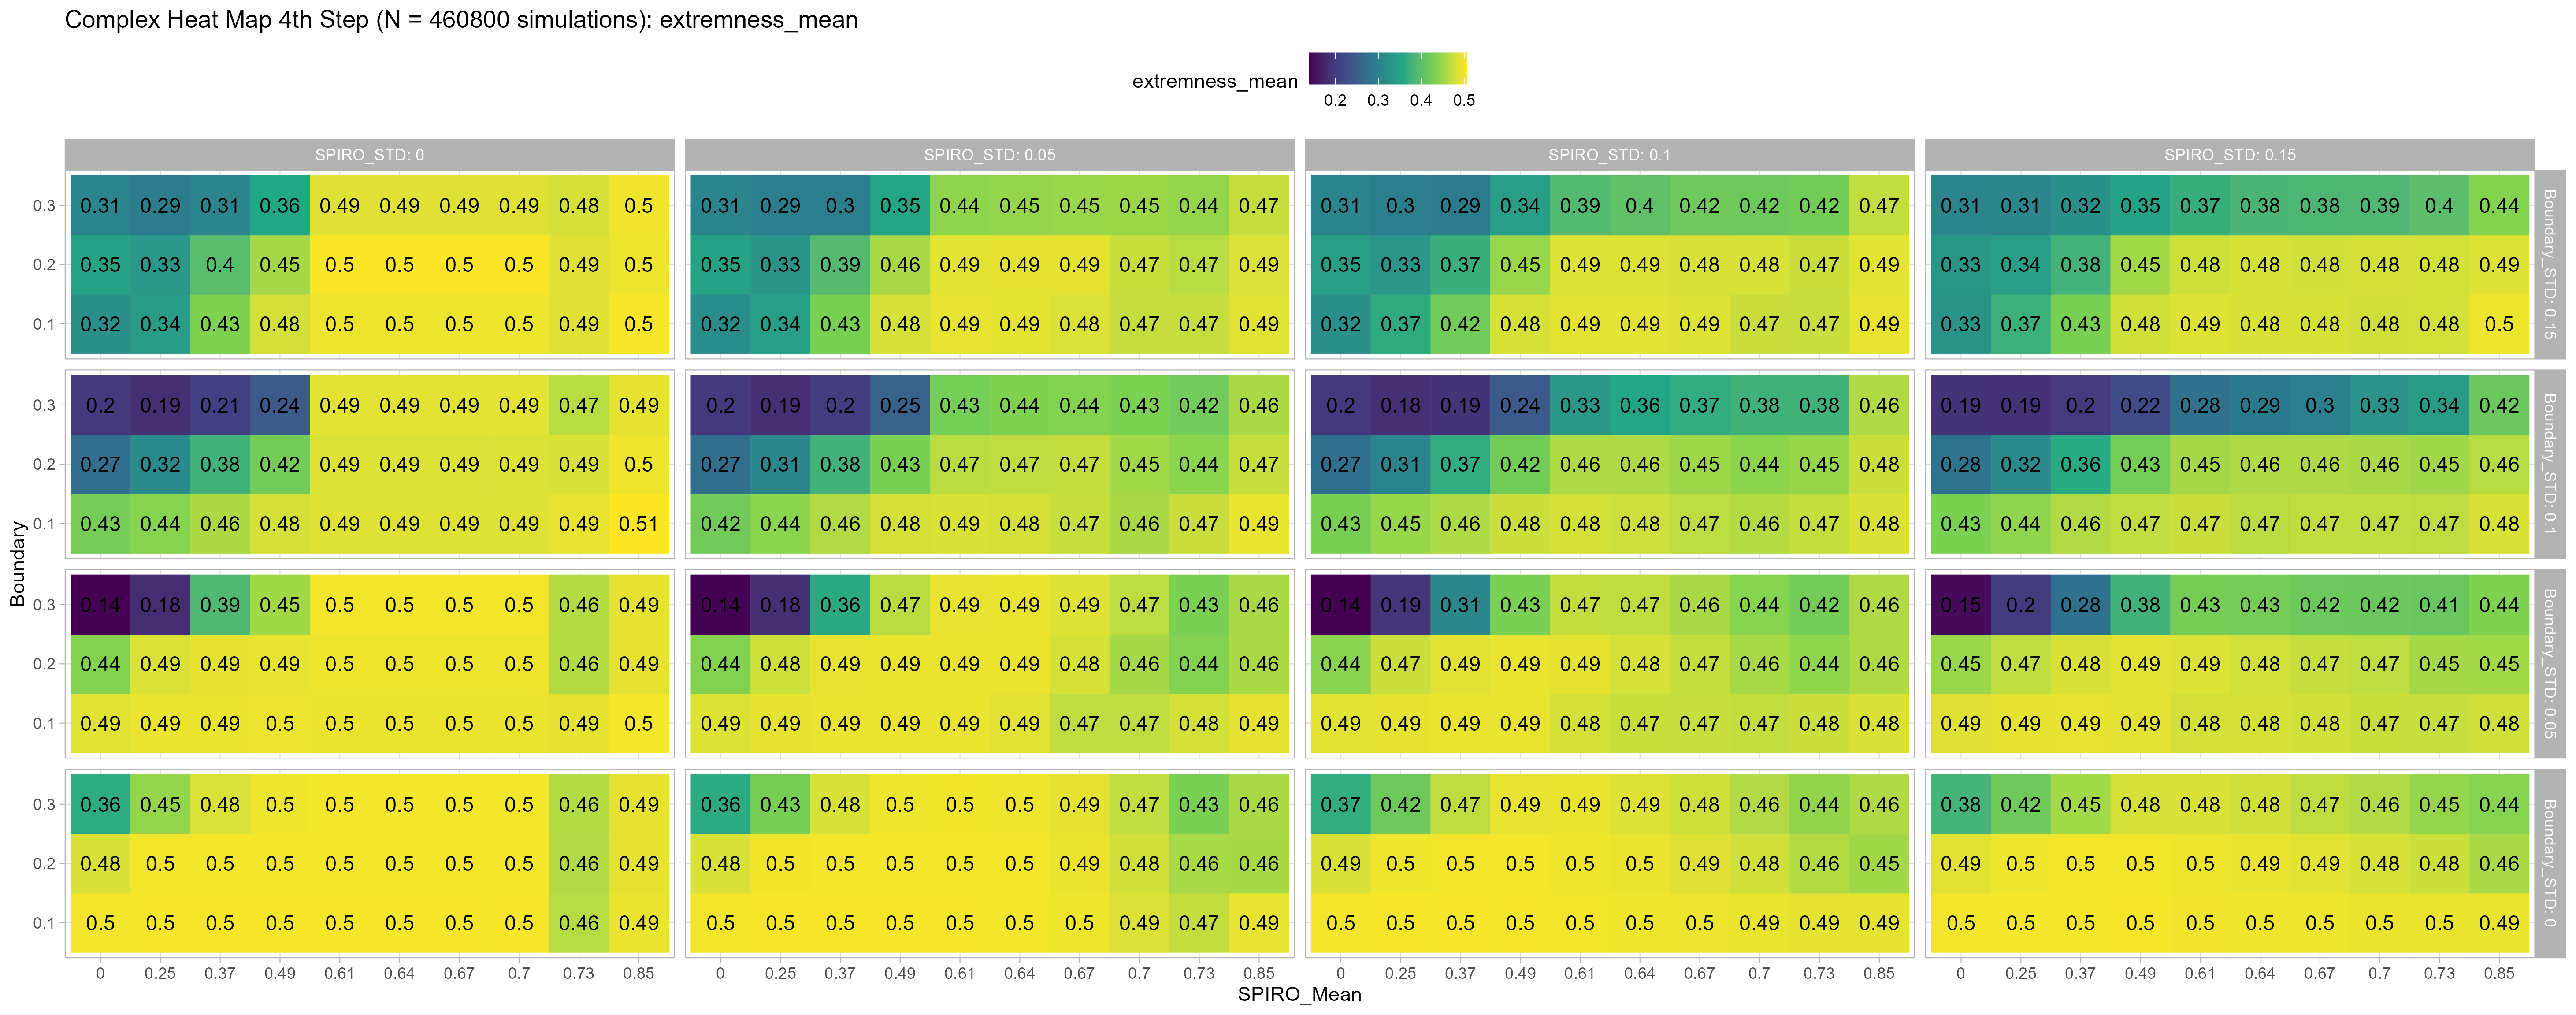 Complex Heat Map 4th Step (N = 460800 simulations): extremness_mean
extremness_mean
0.2 0.3 0.4 0.5
SPIRO_STD: 0 SPIRO_STD: 0.05 SPIRO_STD: 0.1 SPIRO_STD: 0.15
0.3 0.31 0.29 0.31 0.36 0.49 0.49 0.49 0.49 0.48 0.5 0.31 0.29 0.3 0.35 0.44 0.45 0.45 0.45 0.44 0.47 0.31 0.3 0.29 0.34 0.39 0.4 0.42 0.42 0.42 0.47 0.31 0.31 0.32 0.35 0.37 0.38 0.38 0.39 0.4 0.44
0.2 0.35 0.33 0.4 0.45 0.5 0.5 0.5 0.5 0.49 0.5 0.35 0.33 0.39 0.46 0.49 0.49 0.49 0.47 0.47 0.49 0.35 0.33 0.37 0.45 0.49 0.49 0.48 0.48 0.47 0.49 0.33 0.34 0.38 0.45 0.48 0.48 0.48 0.48 0.48 0.49
0.1 0.32 0.34 0.43 0.48 0.5 0.5 0.5 0.5 0.49 0.5 0.32 0.34 0.43 0.48 0.49 0.49 0.48 0.47 0.47 0.49 0.32 0.37 0.42 0.48 0.49 0.49 0.49 0.47 0.47 0.49 0.33 0.37 0.43 0.48 0.49 0.48 0.48 0.48 0.48 0.5
Boundary_STD: 0.15
0.3 0.2 0.19 0.21 0.24 0.49 0.49 0.49 0.49 0.47 0.49 0.2 0.19 0.2 0.25 0.43 0.44 0.44 0.43 0.42 0.46 0.2 0.18 0.19 0.24 0.33 0.36 0.37 0.38 0.38 0.46 0.19 0.19 0.2 0.22 0.28 0.29 0.3 0.33 0.34 0.42
0.2 0.27 0.32 0.38 0.42 0.49 0.49 0.49 0.49 0.49 0.5 0.27 0.31 0.38 0.43 0.47 0.47 0.47 0.45 0.44 0.47 0.27 0.31 0.37 0.42 0.46 0.46 0.45 0.44 0.45 0.48 0.28 0.32 0.36 0.43 0.45 0.46 0.46 0.46 0.45 0.46
0.1 0.43 0.44 0.46 0.48 0.49 0.49 0.49 0.49 0.49 0.51 0.42 0.44 0.46 0.48 0.49 0.48 0.47 0.46 0.47 0.49 0.43 0.45 0.46 0.48 0.48 0.48 0.47 0.46 0.47 0.48 0.43 0.44 0.46 0.47 0.47 0.47 0.47 0.47 0.47 0.48
Boundary_STD: 0.1
Boundary
0.3 0.14 0.18 0.39 0.45 0.5 0.5 0.5 0.5 0.46 0.49 0.14 0.18 0.36 0.47 0.49 0.49 0.49 0.47 0.43 0.46 0.14 0.19 0.31 0.43 0.47 0.47 0.46 0.44 0.42 0.46 0.15 0.2 0.28 0.38 0.43 0.43 0.42 0.42 0.41 0.44
0.2 0.44 0.49 0.49 0.49 0.5 0.5 0.5 0.5 0.46 0.49 0.44 0.48 0.49 0.49 0.49 0.49 0.48 0.46 0.44 0.46 0.44 0.47 0.49 0.49 0.49 0.48 0.47 0.46 0.44 0.46 0.45 0.47 0.48 0.49 0.49 0.48 0.47 0.47 0.45 0.45
0.1 0.49 0.49 0.49 0.5 0.5 0.5 0.5 0.5 0.49 0.5 0.49 0.49 0.49 0.49 0.49 0.49 0.47 0.47 0.48 0.49 0.49 0.49 0.49 0.49 0.48 0.47 0.47 0.47 0.48 0.48 0.49 0.49 0.49 0.49 0.48 0.48 0.48 0.47 0.47 0.48
Boundary_STD: 0.05
0.3 0.36 0.45 0.48 0.5 0.5 0.5 0.5 0.5 0.46 0.49 0.36 0.43 0.48 0.5 0.5 0.5 0.49 0.47 0.43 0.46 0.37 0.42 0.47 0.49 0.49 0.49 0.48 0.46 0.44 0.46 0.38 0.42 0.45 0.48 0.48 0.48 0.47 0.46 0.45 0.44
0.2 0.48 0.5 0.5 0.5 0.5 0.5 0.5 0.5 0.46 0.49 0.48 0.5 0.5 0.5 0.5 0.5 0.49 0.48 0.46 0.46 0.49 0.5 0.5 0.5 0.5 0.5 0.49 0.48 0.46 0.45 0.49 0.5 0.5 0.5 0.5 0.49 0.49 0.48 0.48 0.46
0.1 0.5 0.5 0.5 0.5 0.5 0.5 0.5 0.5 0.46 0.49 0.5 0.5 0.5 0.5 0.5 0.5 0.5 0.49 0.47 0.49 0.5 0.5 0.5 0.5 0.5 0.5 0.5 0.49 0.49 0.49 0.5 0.5 0.5 0.5 0.5 0.5 0.5 0.5 0.5 0.49
Boundary_STD: 0
0 0.25 0.37 0.49 0.61 0.64 0.67 0.7 0.73 0.85 0 0.25 0.37 0.49 0.61 0.64 0.67 0.7 0.73 0.85 0 0.25 0.37 0.49 0.61 0.64 0.67 0.7 0.73 0.85 0 0.25 0.37 0.49 0.61 0.64 0.67 0.7 0.73 0.85
SPIRO_Mean